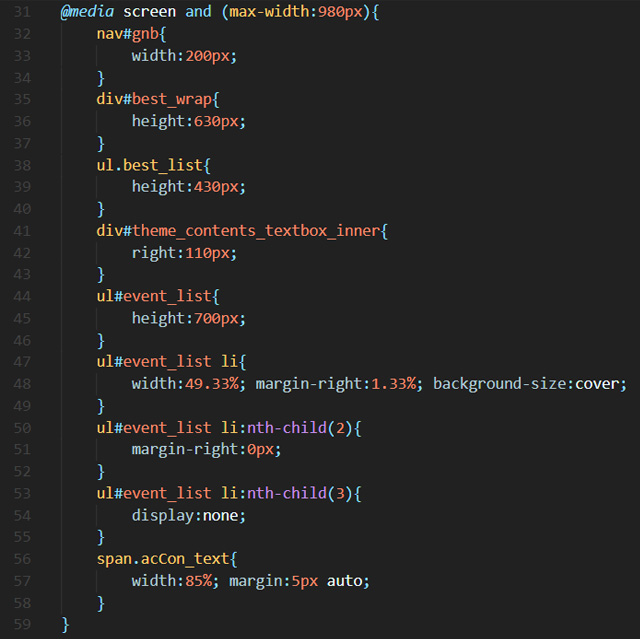 31 @media screen and (max-width:980px){
32 nav#gnb{
33 width:200px;
34 }
35 div#best_wrap{
36 height:630px;
37 }
38 ul.best_list{
39 height:430px;
40 }
41 div#theme_contents_textbox_inner{
42 right:110px;
43 }
44 ul#event_list{
45 height:700px;
46 }
47 ul#event_list li{
48 width:49.33%; margin-right:1.33%; background-size:cover;
49 }
50 ul#event_list li:nth-child(2){
51 margin-right:0px;
52 }
53 ul#event_list li:nth-child(3){
54 display:none;
55 }
56 span.acCon_text{
57 width:85%; margin:5px auto;
58 }
59 }